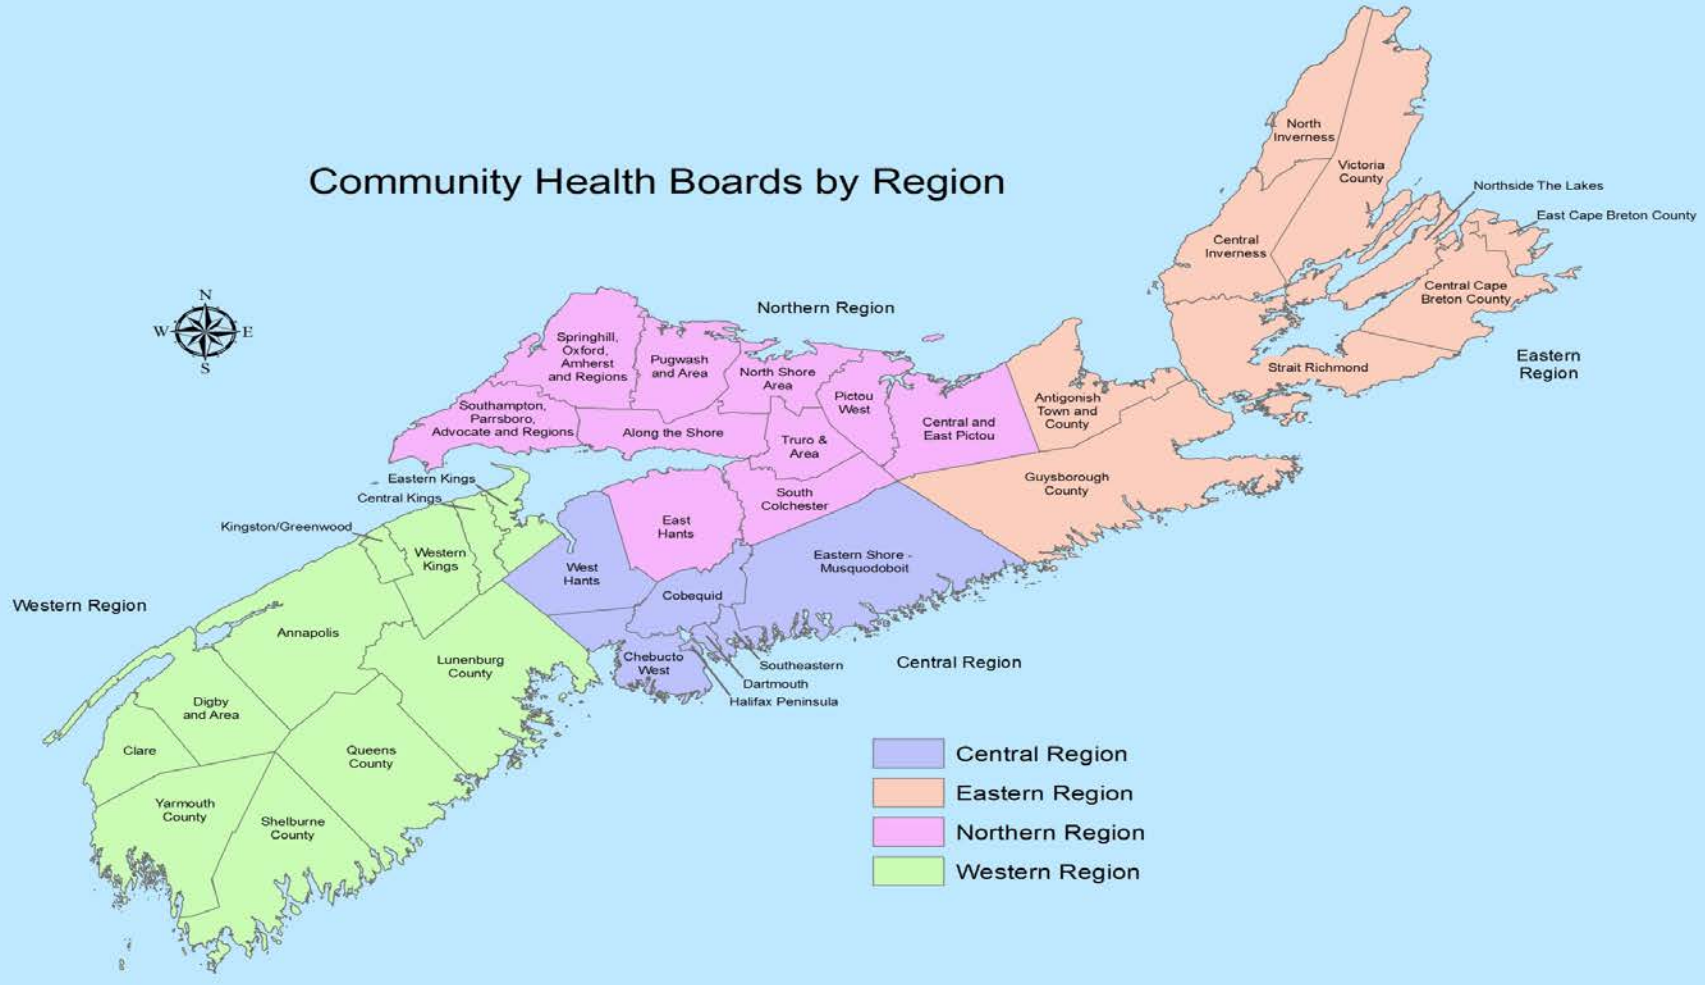 Community Health Boards by Region
N
W
E
S
Northern Region
North
Inverness
Victoria
County
Northside The Lakes
East Cape Breton County
Central
Inverness
Central Cape
Breton County
Strait Richmond
Eastern
Region
Springhill,
Oxford,
Amherst
and Regions
Pugwash
and Area
North Shore
Area
Pictou
West
Southampton,
Parrsboro,
Advocate and Regions
Along the Shore
Truro &
Area
Central and
East Pictou
Antigonish
Town and
County
Guysborough
County
South
Colchester
East
Hants
Eastern Kings
Central Kings
Kingston/Greenwood
Western
Kings
West
Hants
Eastern Shore -
Musquodoboit
Cobequid
Western Region
Annapolis
Lunenburg
County
Chebucto
West
Southeastern
Dartmouth
Halifax Peninsula
Central Region
Digby
and Area
Clare
Queens
County
Yarmouth
County
Shelburne
County
Central Region
Eastern Region
Northern Region
Western Region